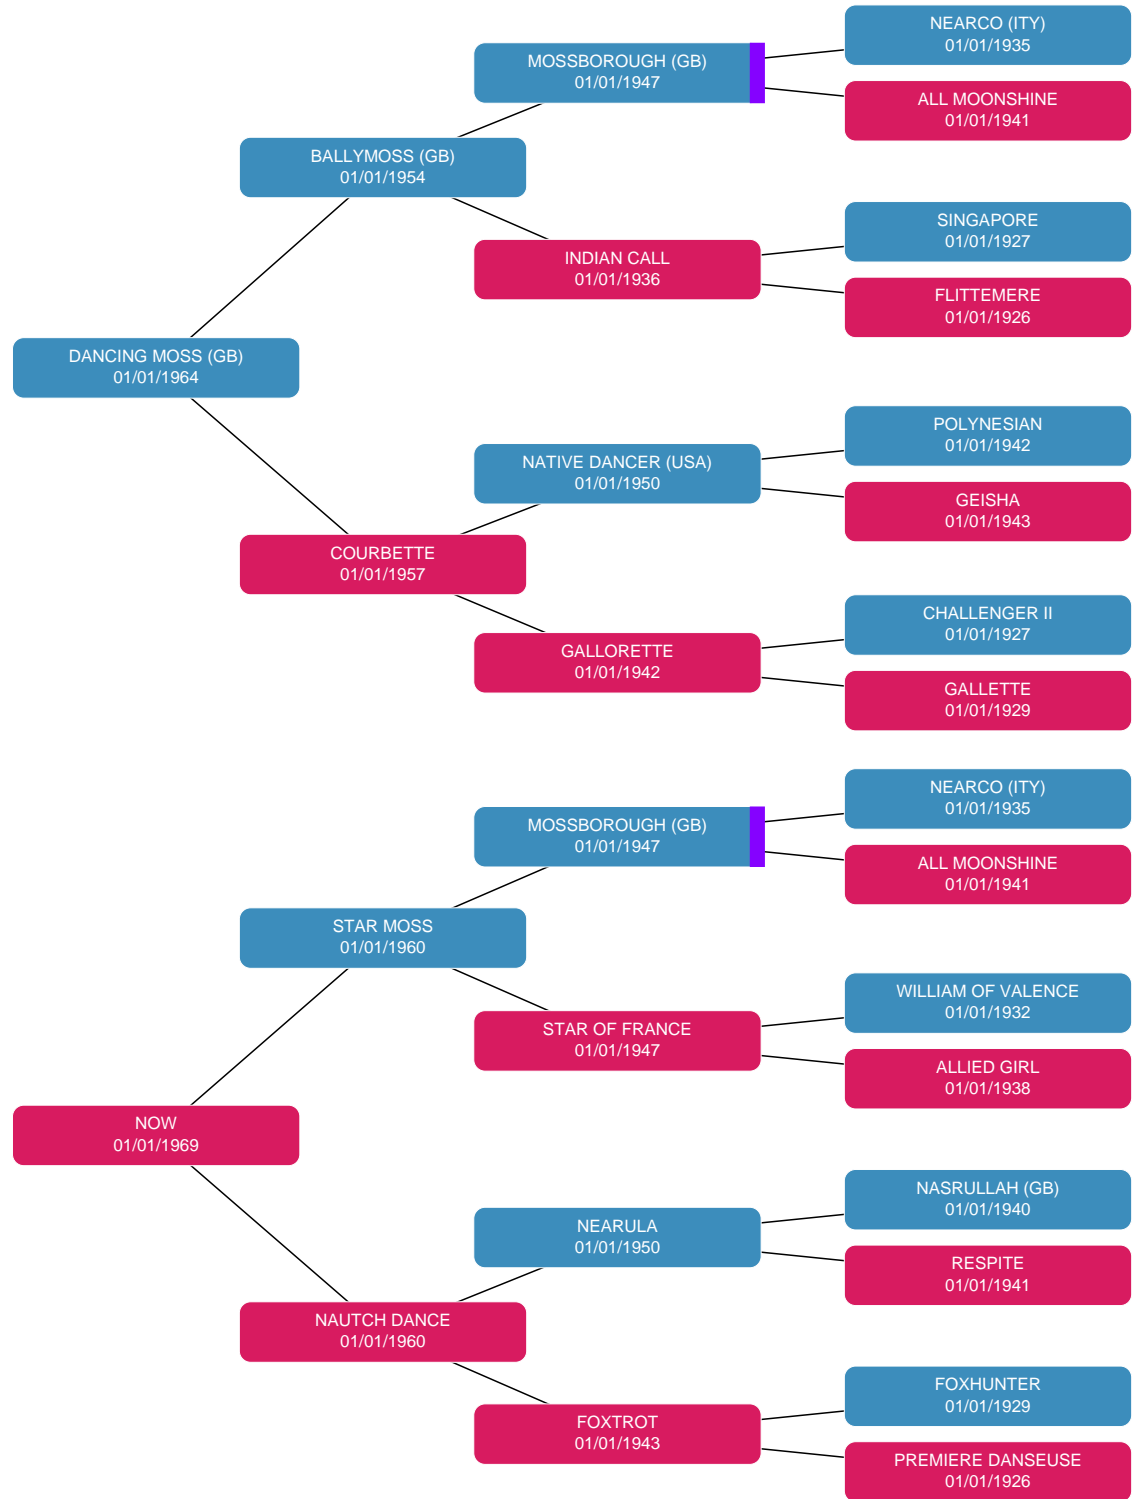 NEARCO (ITY)
01/01/1935
MOSSBOROUGH (GB)
01/01/1947
ALL MOONSHINE
01/01/1941
BALLYMOSS (GB)
01/01/1954
SINGAPORE
01/01/1927
INDIAN CALL
01/01/1936
FLITTEMERE
01/01/1926
DANCING MOSS (GB)
01/01/1964
POLYNESIAN
01/01/1942
NATIVE DANCER (USA)
01/01/1950
GEISHA
01/01/1943
COURBETTE
01/01/1957
CHALLENGER II
01/01/1927
GALLORETTE
01/01/1942
GALLETTE
01/01/1929
NEARCO (ITY)
01/01/1935
MOSSBOROUGH (GB)
01/01/1947
ALL MOONSHINE
01/01/1941
STAR MOSS
01/01/1960
WILLIAM OF VALENCE
01/01/1932
STAR OF FRANCE
01/01/1947
ALLIED GIRL
01/01/1938
NOW
01/01/1969
NASRULLAH (GB)
01/01/1940
NEARULA
01/01/1950
RESPITE
01/01/1941
NAUTCH DANCE
01/01/1960
FOXHUNTER
01/01/1929
FOXTROT
01/01/1943
PREMIERE DANSEUSE
01/01/1926